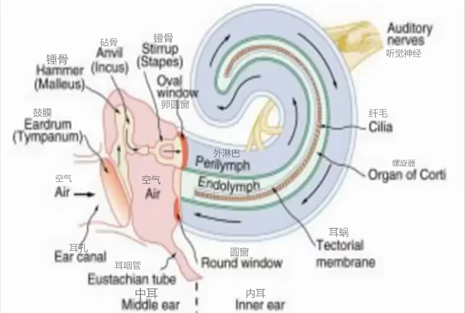 锤骨
Hammer
(Malleus)
砧骨
Anvil
(Incus)
镫骨
Stirrup
(Stapes)
Oval
window
卵圆窗
Auditory
nerves
听觉神经
鼓膜
Eardrum
(Tympanum)
纤毛
Cilia
外淋巴
Perilymph
螺旋器
Organ of Corti
空气
Air
空气
Air
Endolymph
耳孔
Ear canal
耳咽管
Eustachian tube
圆窗
Round window
耳蜗
Tectorial
membrane
中耳
Middle ear
内耳
Inner ear